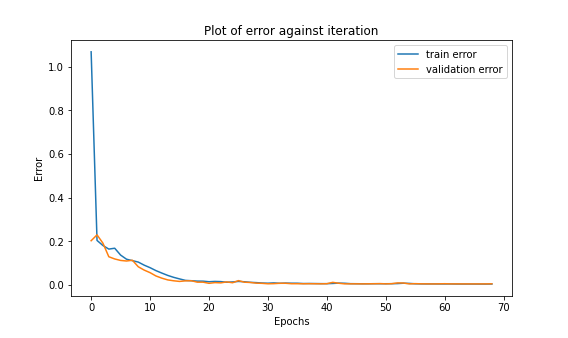 Plot of error against iteration
train error
validation error
1.0
0.8
0.6
0.4
0.2
0.0
Error
0 10 20 30 40 50 60 70
Epochs